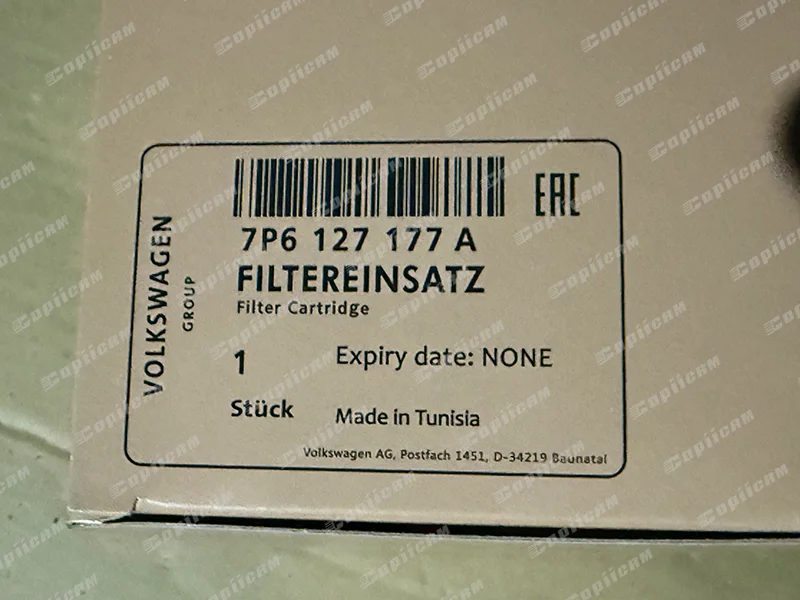 EAC
7P6 127 177 A
FILTEREINSATZ
Filter Cartridge
VOLKSWAGEN
GROUP
1
Expiry date: NONE
Stück
Made in Tunisia
Volkswagen AG, Postfach 1451, D-34219 Baunatal
Copiicam